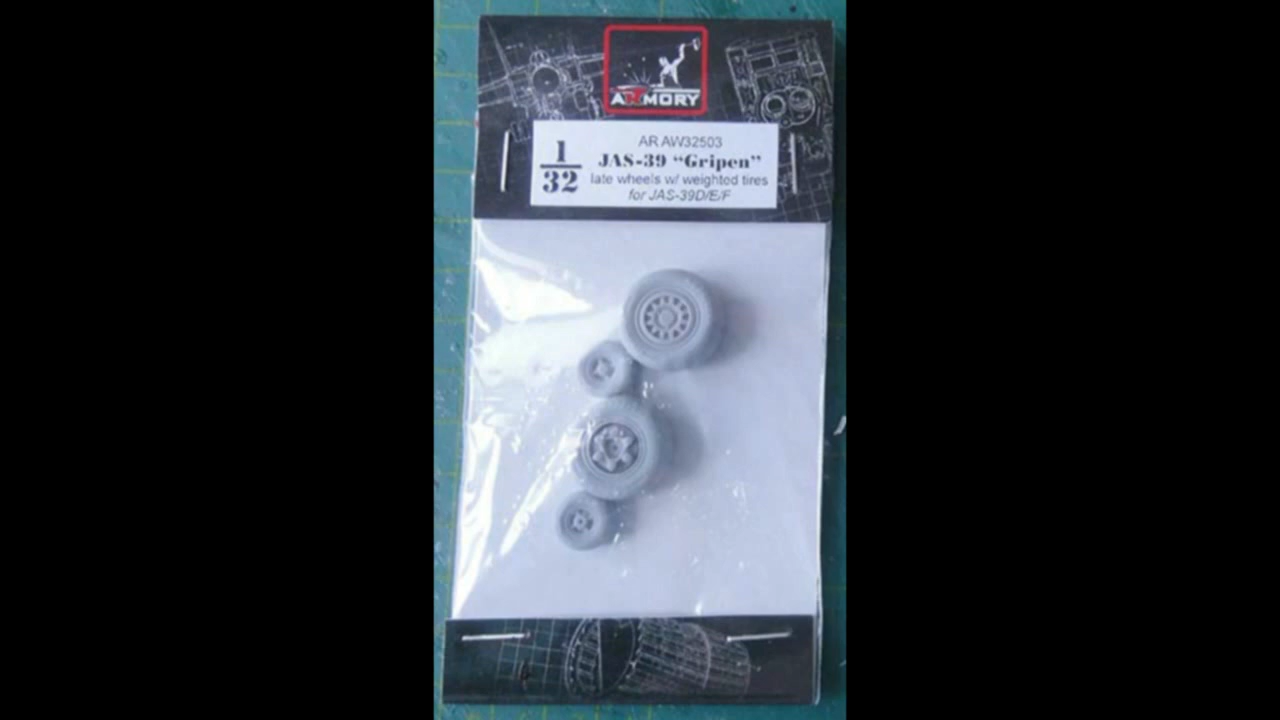 ARMORY
1
32
AR AW32503
JAS-39 “Gripen”
late wheels w/ weighted tires
for JAS-39D/E/F